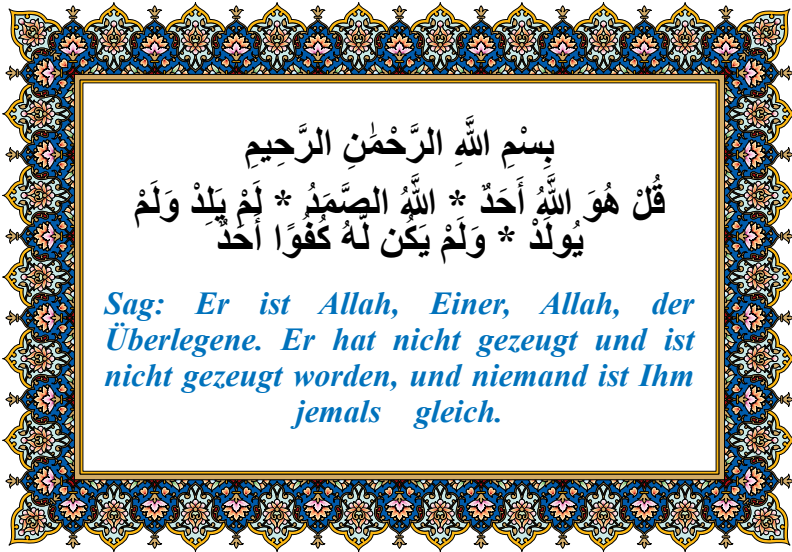 بِسْمِ اللَّهِ الرَّحْمَٰنِ الرَّحِيمِ
قُلْ هُوَ اللَّهُ أَحَدٌ * اللَّهُ الصَّمَدُ * لَمْ يَلِدْ وَلَمْ
يُولَدْ * وَلَمْ يَكُن لَّهُ كُفُوًا أَحَدٌ
Sag: Er ist Allah, Einer, Allah, der
Überlegene. Er hat nicht gezeugt und ist
nicht gezeugt worden, und niemand ist Ihm
jemals gleich.